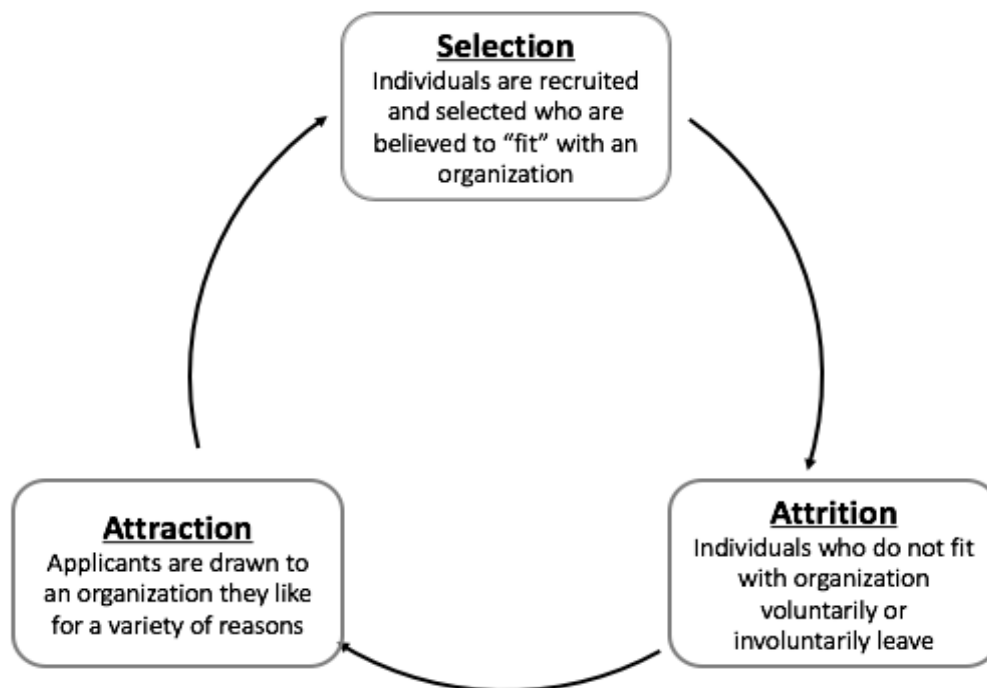 Selection
Individuals are recruited
and selected who are
believed to “fit” with an
organization
Attraction
Applicants are drawn to
an organization they like
for a variety of reasons
Attrition
Individuals who do not fit
with organization
voluntarily or
involuntarily leave